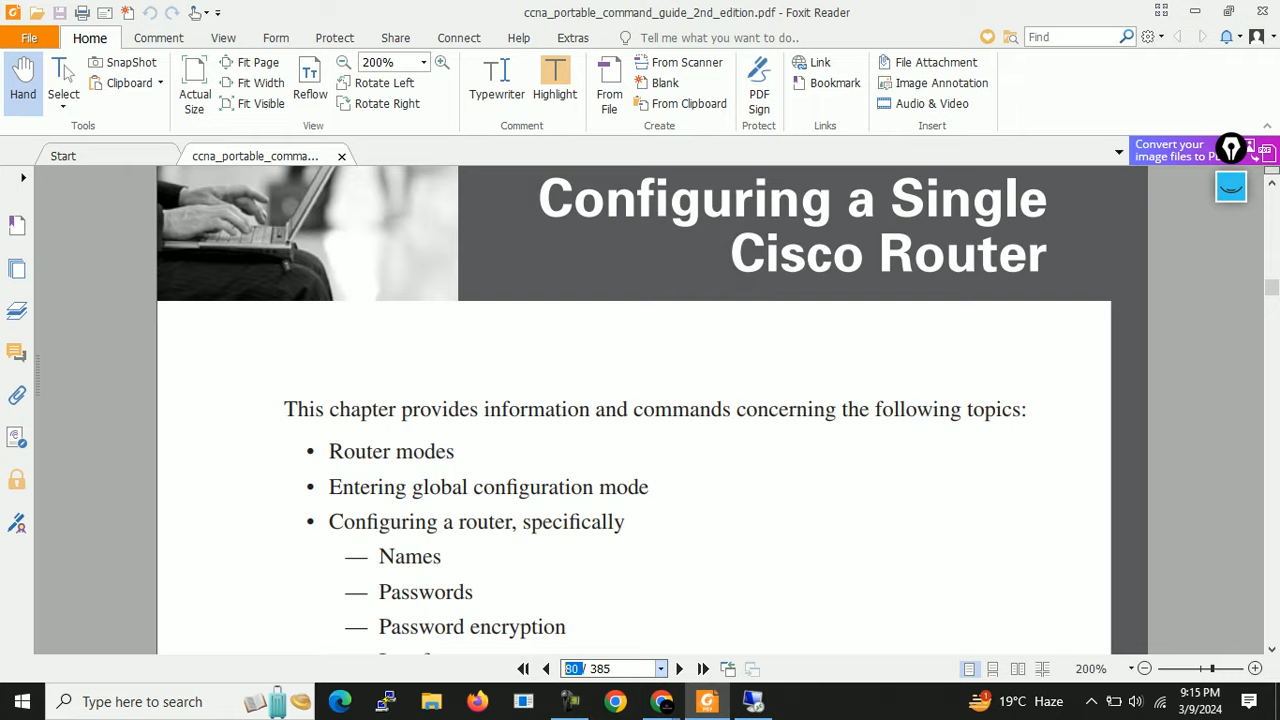 ccna_portable_command_guide_2nd_edition.pdf - Foxit Reader
File Home Comment View Form Protect Share Connect Help Extras Tell me what you want to do.. Find
Hand
Select
SnapShot
Clipboard
Tools
Actual Size
Fit Page
Fit Width
Fit Visible
Reflow
200%
Rotate Left
Rotate Right
View
Typewriter
Highlight
Comment
From File
From Scanner
Blank
From Clipboard
Create
PDF Sign
Protect
Link
Bookmark
Links
File Attachment
Image Annotation
Audio & Video
Insert
Start ccna_portable_comma...
Convert your
image files to
Configuring a Single
Cisco Router
This chapter provides information and commands concerning the following topics:
• Router modes
• Entering global configuration mode
• Configuring a router, specifically
— Names
— Passwords
— Password encryption
80 / 385 200%
Type here to search
1 19°C Haze 9:15 PM
3/9/2024